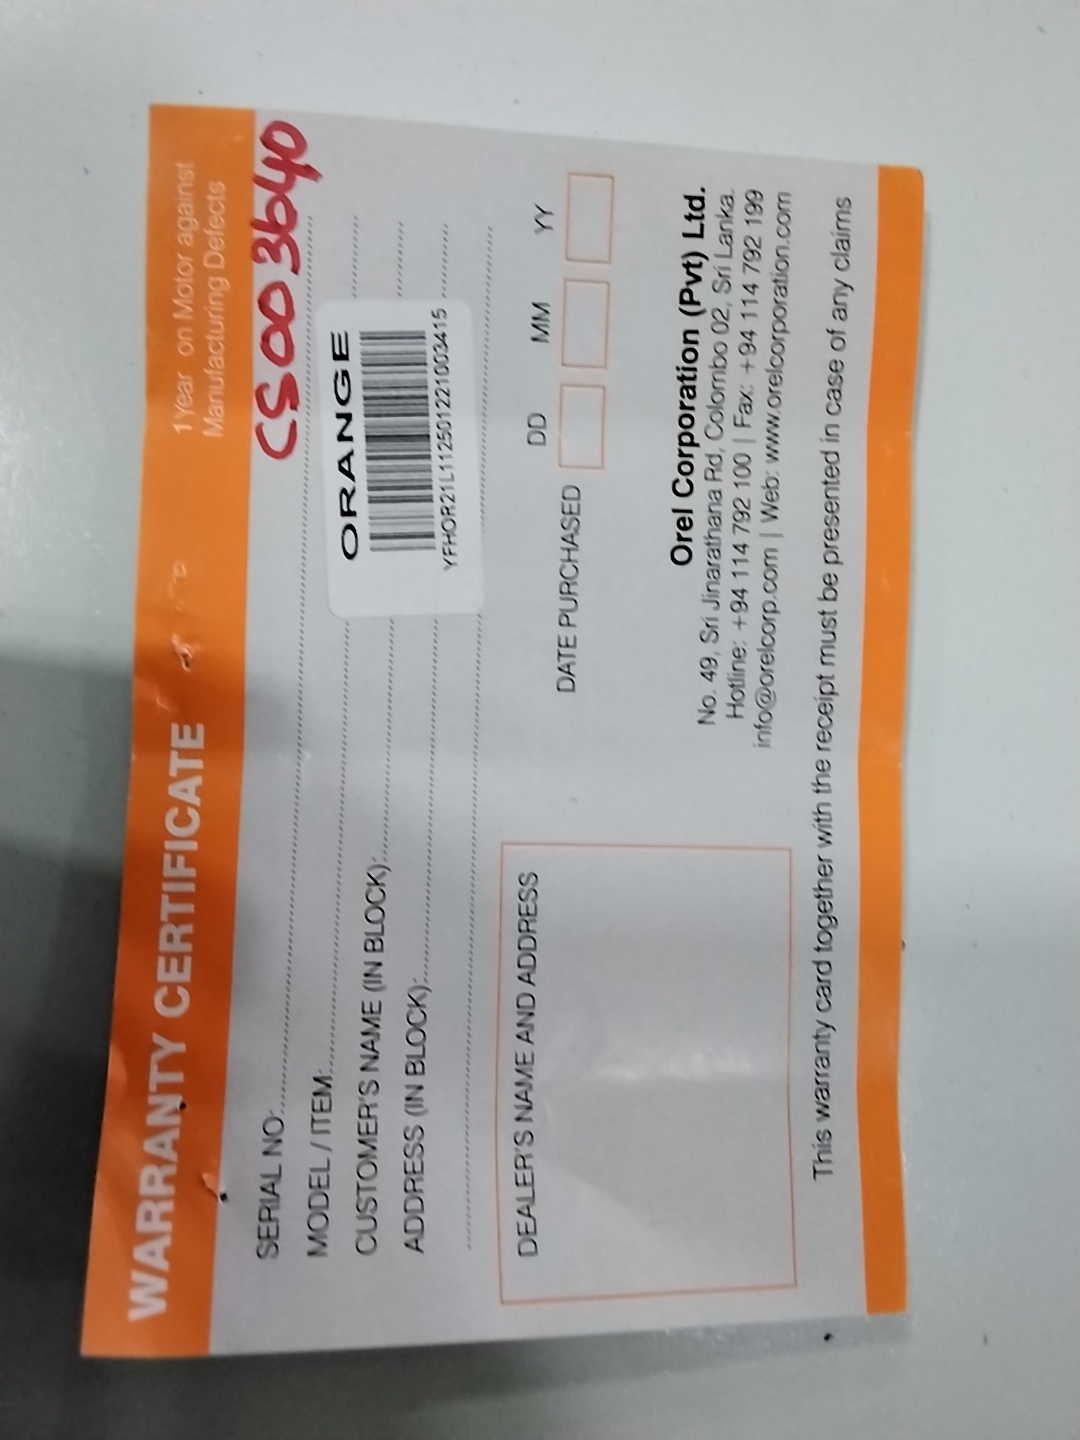 WARRANTY CERTIFICATE
1 Year on Motor against
Manufacturing Defects
CS003640
SERIAL NO:
MODEL / ITEM:
CUSTOMER'S NAME (IN BLOCK):
ADDRESS (IN BLOCK):
ORANGE
YFHOR21L112501221003415
DEALER'S NAME AND ADDRESS
DD MM YY
DATE PURCHASED
Orel Corporation (Pvt) Ltd.
No. 49, Sri Jinarathana Rd, Colombo 02, Sri Lanka.
Hotline: +94 114 792 100 | Fax: +94 114 792 199
info@orelcorp.com | Web: www.orelcorporation.com
This warranty card together with the receipt must be presented in case of any claims